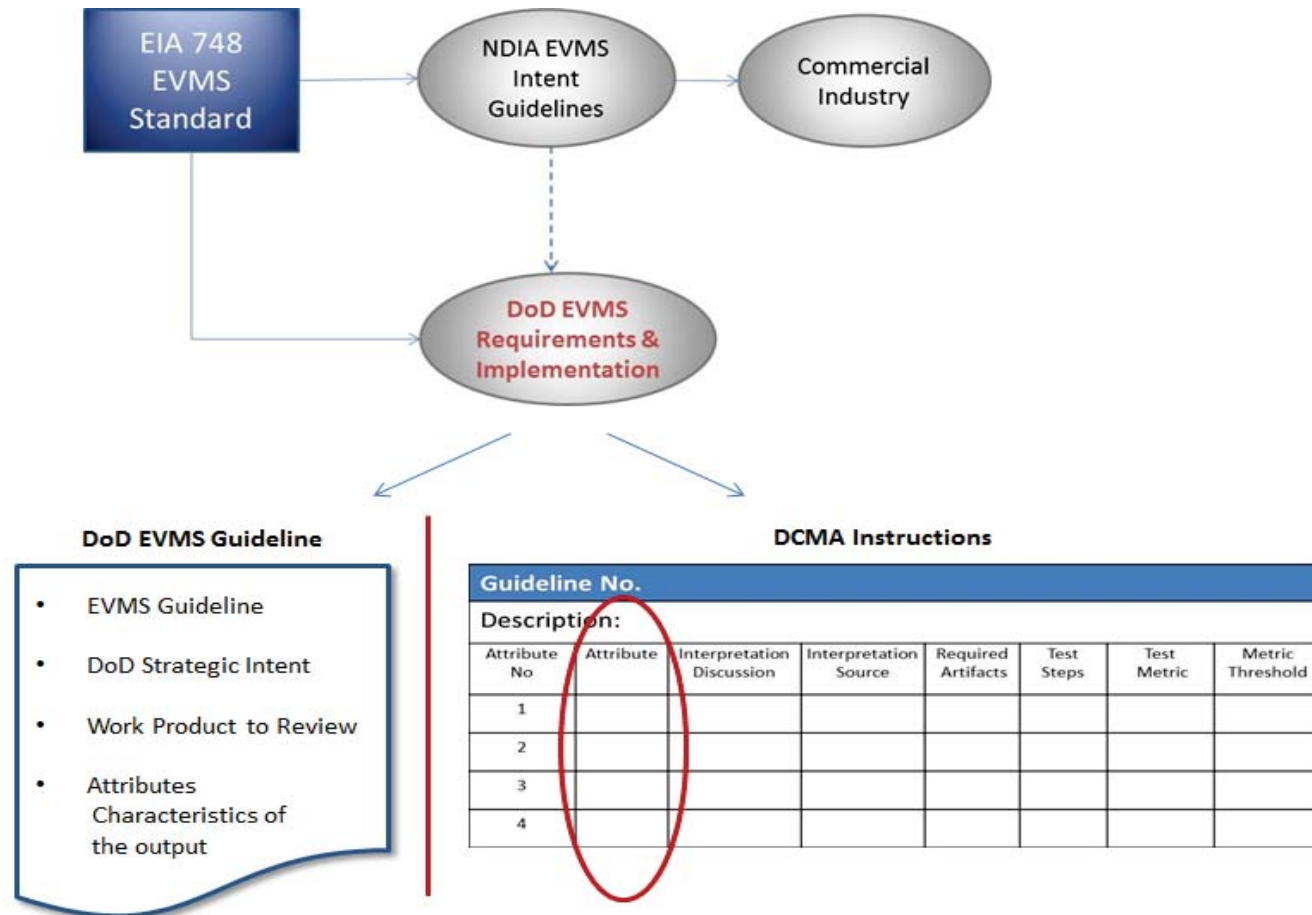 EIA 748
EVMS
Standard
NDIA EVMS
Intent
Guidelines
Commercial
Industry
DoD EVMS
Requirements &
Implementation
DoD EVMS Guideline
• EVMS Guideline
• DoD Strategic Intent
• Work Product to Review
• Attributes
Characteristics of
the output
DCMA Instructions
Guideline No.
Description:
Attribute No Attribute Interpretation Discussion Interpretation Source Required Artifacts Test Steps Test Metric Metric Threshold
1
2
3
4